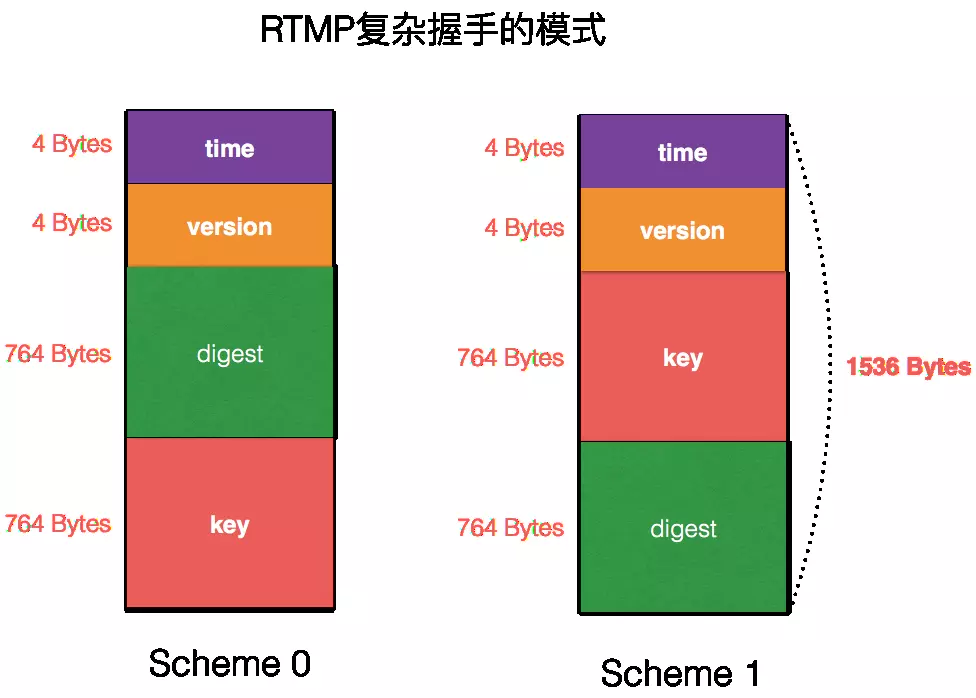 RTMP复杂握手的模式
4 Bytes
time
4 Bytes
version
764 Bytes
digest
764 Bytes
key
Scheme 0
4 Bytes
time
4 Bytes
version
764 Bytes
key
764 Bytes
digest
1536 Bytes
Scheme 1